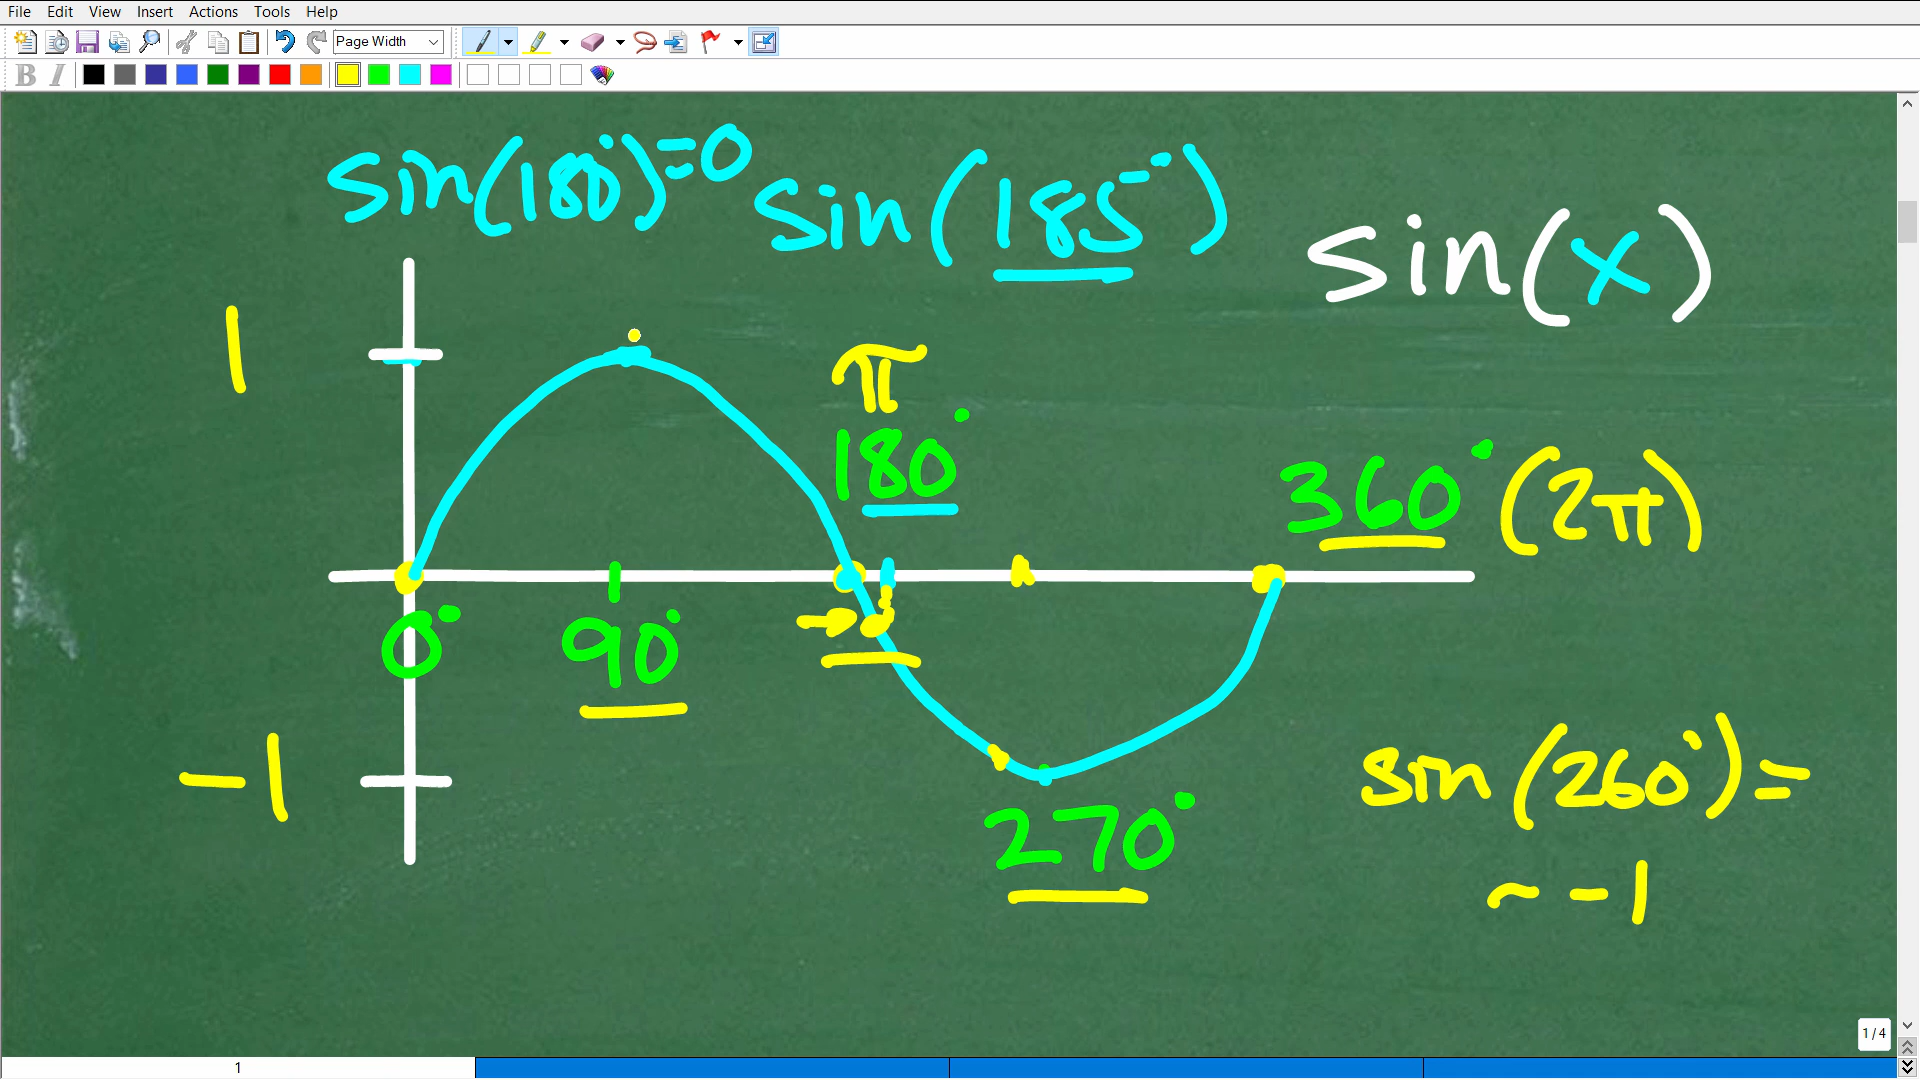 File Edit View Insert Actions Tools Help
Page Width
B I
sin(180°)=0 sin(185°)
sin(x)
1
π
180°
360° (2π)
0° 90°
-1
sin(260°)=
270°
~ -1
1/4
1